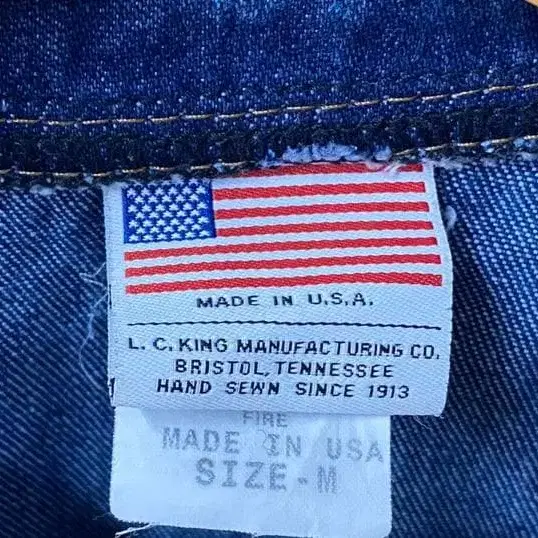 MADE IN U.S.A.
L.C.KING MANUFACTURING CO.
BRISTOL, TENNESSEE
HAND SEWN SINCE 1913
FIRE
MADE IN USA
SIZE-M